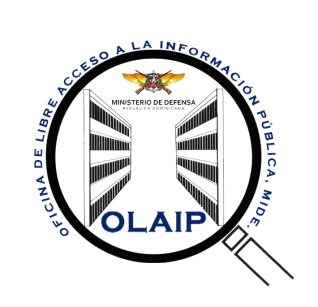 OFICINA DE LIBRE ACCESO A LA INFORMACIÓN PÚBLICA, MIDE.
MINISTERIO DE DEFENSA
REPÚBLICA DOMINICANA
OLAIP